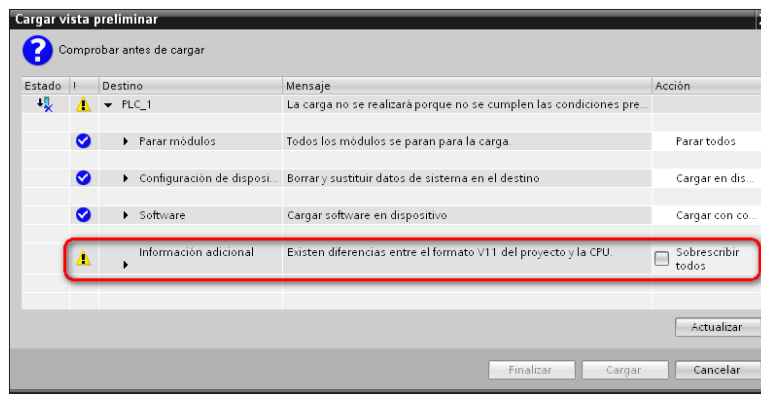 Cargar vista preliminar
Comprobar antes de cargar
Estado ! Destino Mensaje Acción
PLC_1 La carga no se realizará porque no se cumplen las condiciones pre...
Parar módulos Todos los módulos se paran para la carga. Parar todos
Configuración de disposi... Borrar y sustituir datos de sistema en el destino Cargar en dis...
Software Cargar software en dispositivo Cargar con co...
Información adicional Existen diferencias entre el formato V11 del proyecto y la CPU. Sobrescribir
todos
Actualizar
Finalizar Cargar Cancelar